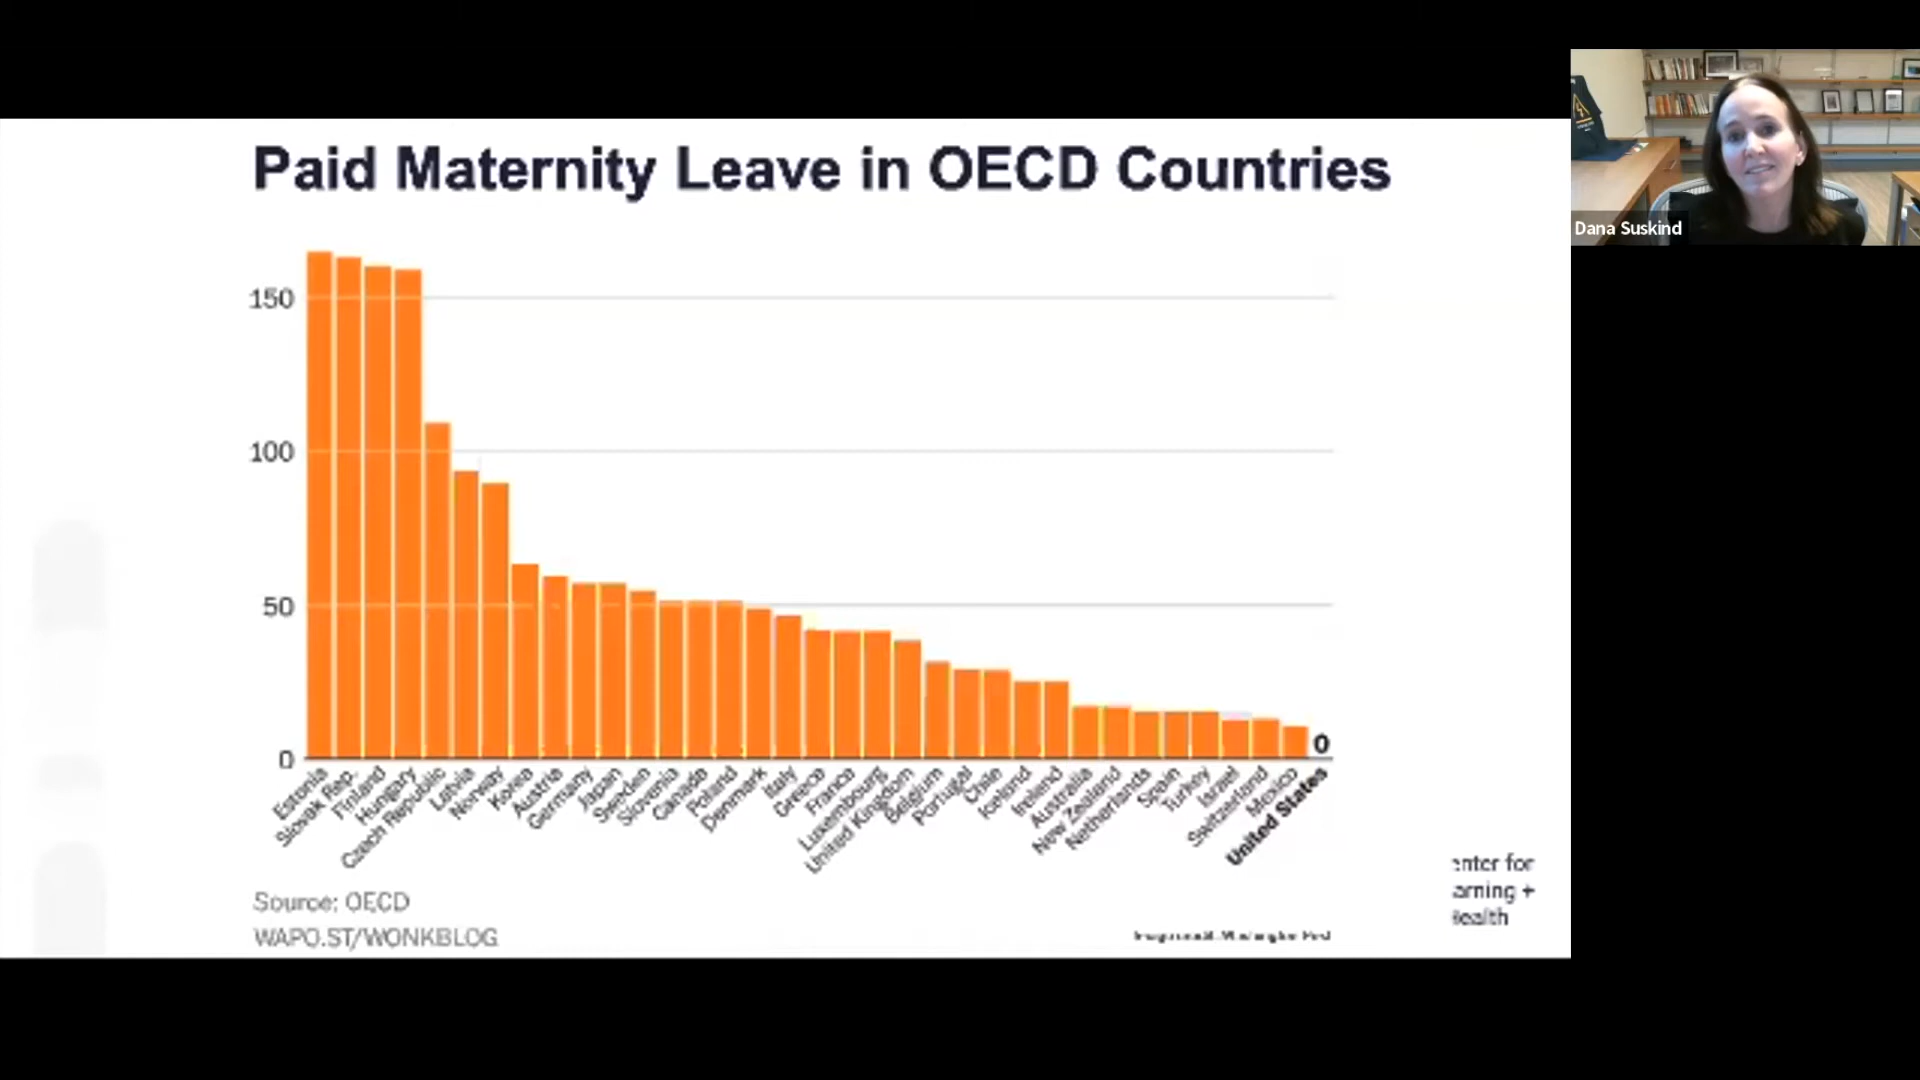 Paid Maternity Leave in OECD Countries
Dana Suskind
150
100
50
0
0
Estonia
Slovak Rep.
Finland
Hungary
Czech Republic
Latvia
Norway
Korea
Austria
Germany
Japan
Sweden
Slovenia
Canada
Poland
Denmark
Italy
Greece
France
Luxembourg
United Kingdom
Belgium
Portugal
Chile
Iceland
Ireland
Australia
New Zealand
Netherlands
Spain
Turkey
Israel
Switzerland
Mexico
United States
enter for
arning +
Health
Source: OECD
WAPO.ST/WONKBLOG
Washington Post